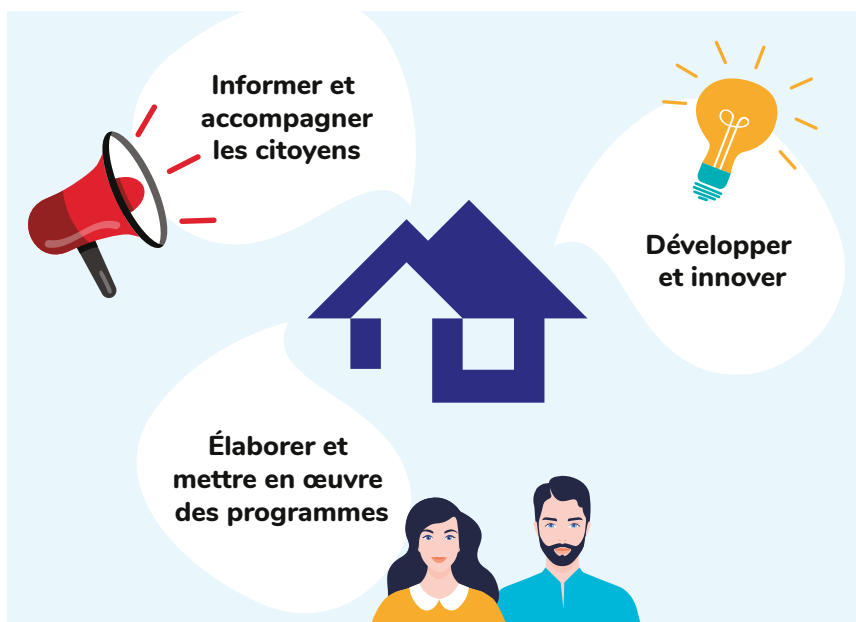 Informer et
accompagner
les citoyens
Développer
et innover
Élaborer et
mettre en œuvre
des programmes